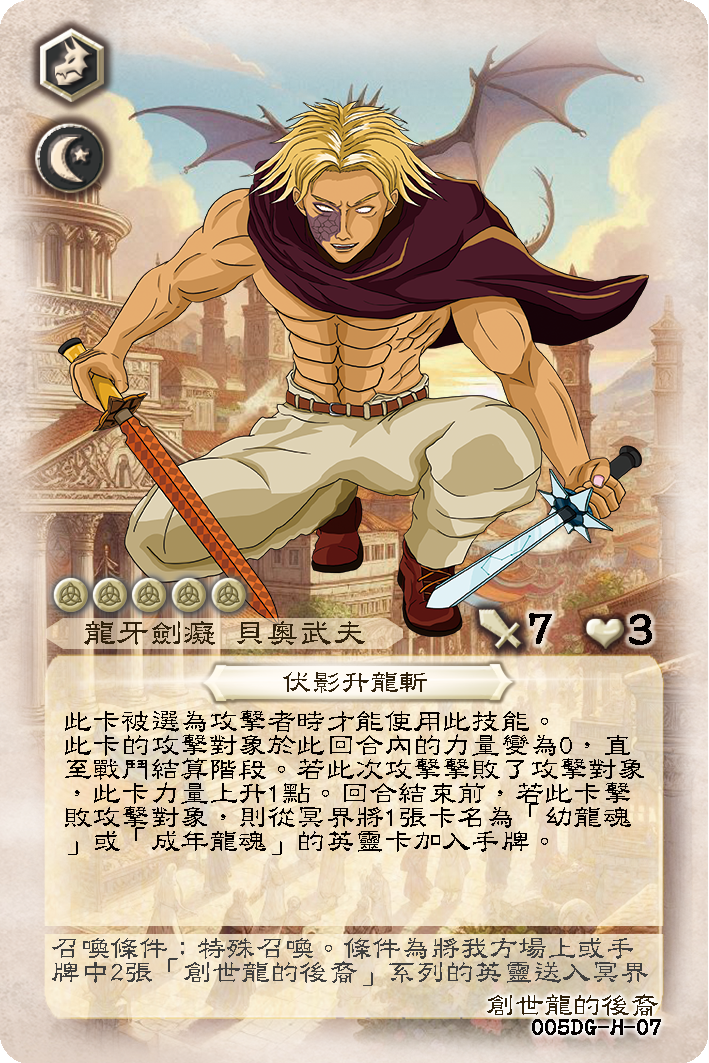 龍牙劍癡 貝奧武夫
7
3
伏影升龍斬
此卡被選為攻擊者時才能使用此技能。
此卡的攻擊對象於此回合內的力量變為0，直
至戰鬥結算階段。若此次攻擊擊敗了攻擊對象
，此卡力量上升1點。回合結束前，若此卡擊
敗攻擊對象，則從冥界將1張卡名為「幼龍魂
」或「成年龍魂」的英靈卡加入手牌。
召喚條件：特殊召喚。條件為將我方場上或手
牌中2張「創世龍的後裔」系列的英靈送入冥界
創世龍的後裔
005DG-H-07